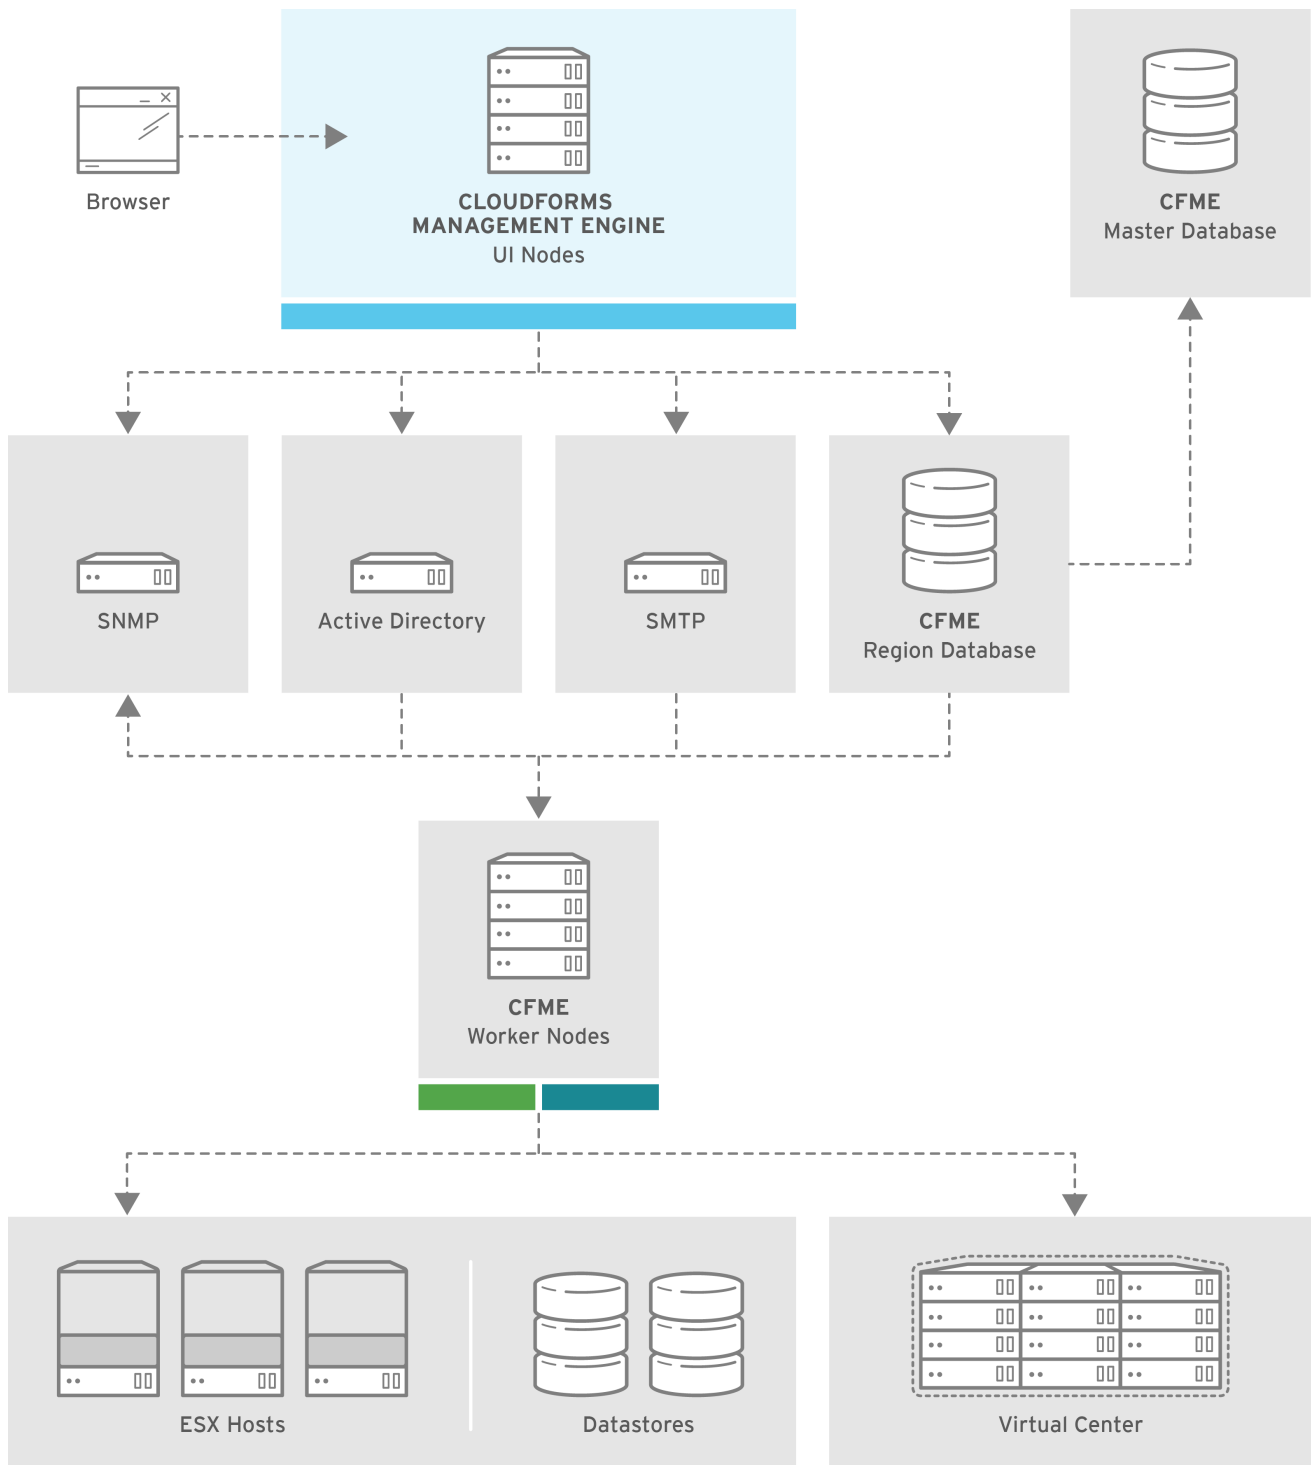 Browser
CLOUDFORMS
MANAGEMENT ENGINE
UI Nodes
CFME
Master Database
SNMP
Active Directory
SMTP
CFME
Region Database
CFME
Worker Nodes
ESX Hosts
Datastores
Virtual Center